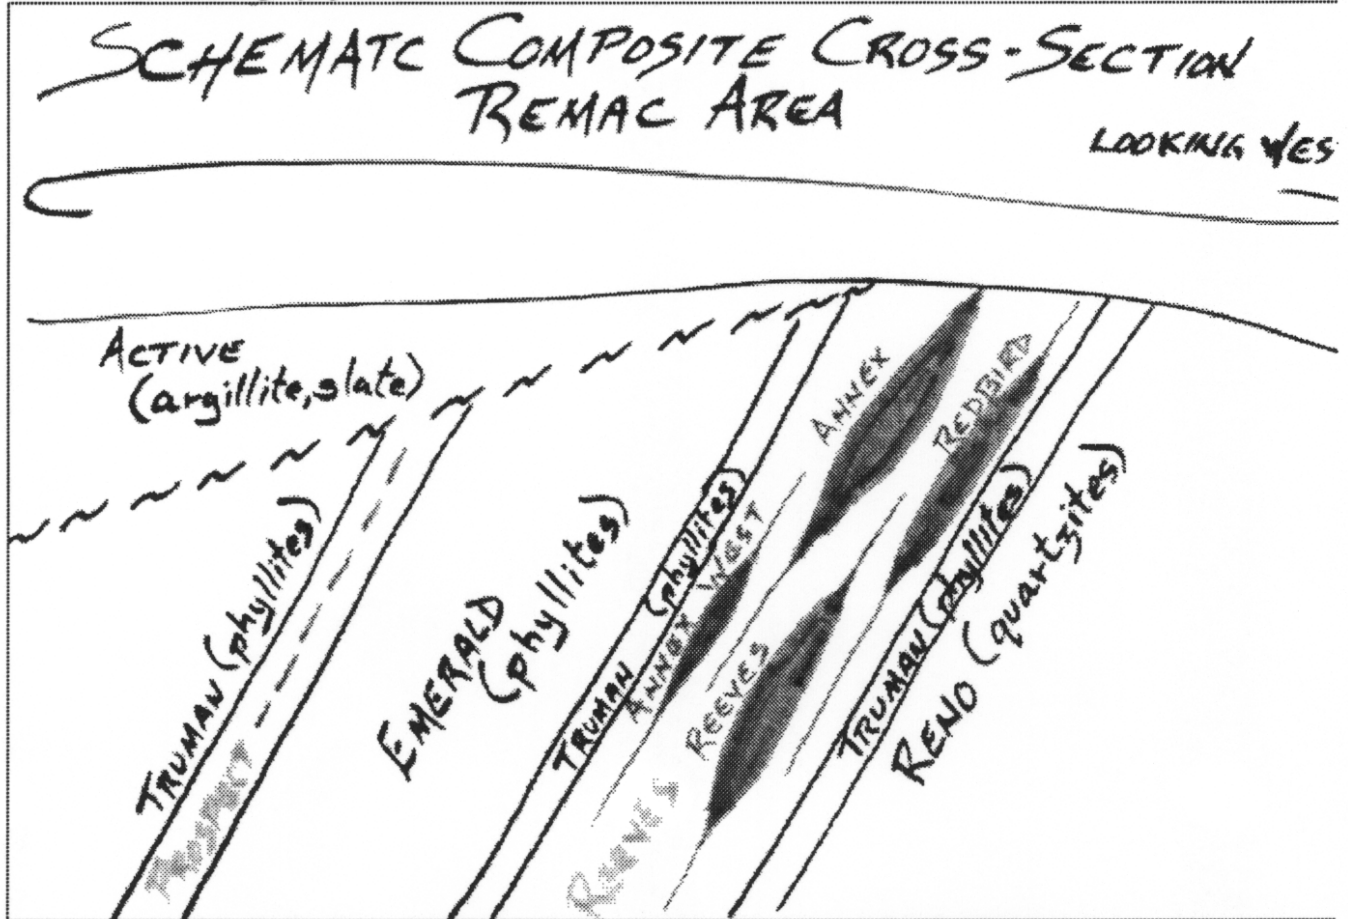 SCHEMATC COMPOSITE CROSS-SECTION
REMAC AREA
LOOKING WES
ACTIVE
(argillite, slate)
TRUMAN (phyllites)
PROSPECT
EMERALD
(phyllites)
TRUMAN (phyllites)
ANNEX WEST
REEVES
ANNEX
REEVES
REDBIRD
TRUMAN (phyllites)
RENO (quartzites)